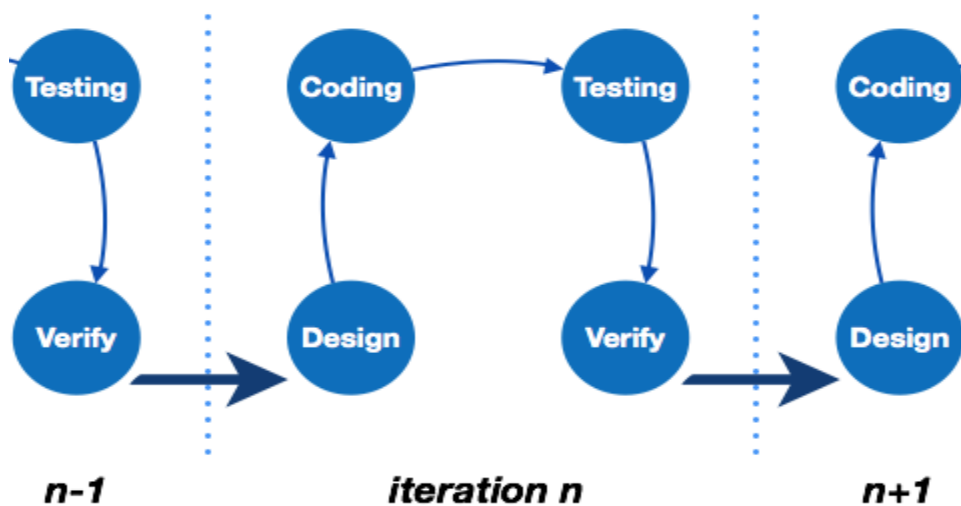 Testing
Coding
Testing
Coding
Verify
Design
Verify
Design
n-1
iteration n
n+1